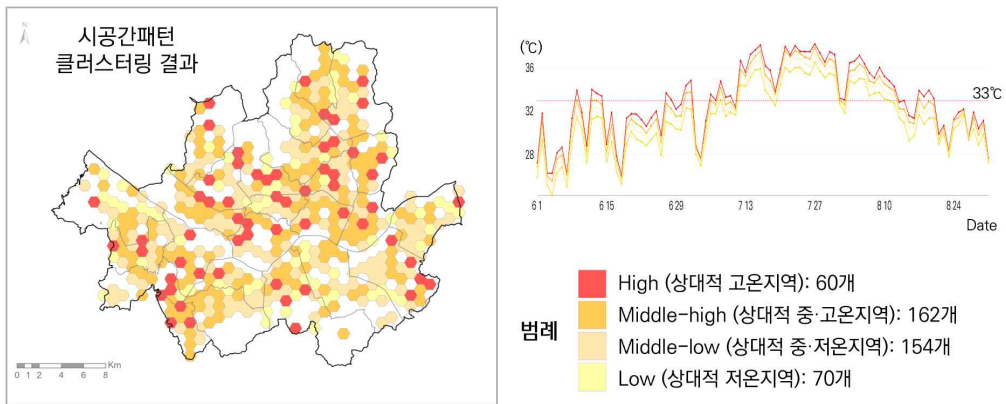 N
시공간패턴
클러스터링 결과
0 1 2 4 6 8 Km
(℃)
36
32
28
33℃
6 1 6 15 6 29 7 13 7 27 8 10 8 24
Date
범례
High (상대적 고온지역): 60개
Middle-high (상대적 중·고온지역): 162개
Middle-low (상대적 중·저온지역): 154개
Low (상대적 저온지역): 70개